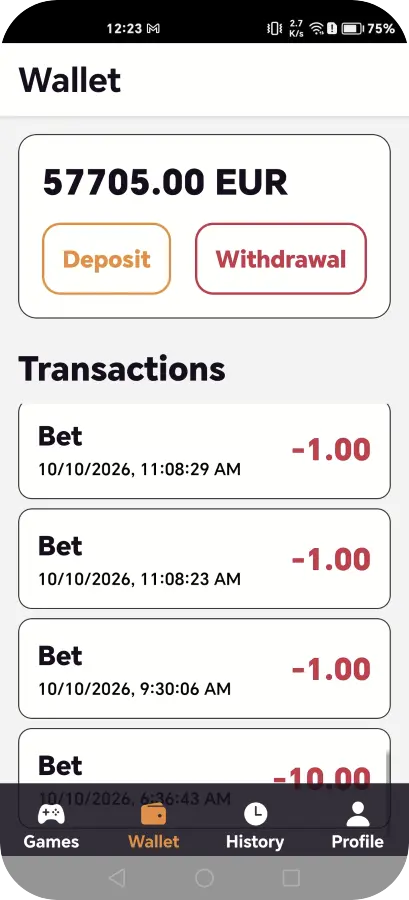 12:23
2.7
K/s
75%
Wallet
57705.00 EUR
Deposit
Withdrawal
Transactions
Bet
-1.00
10/10/2026, 11:08:29 AM
Bet
-1.00
10/10/2026, 11:08:23 AM
Bet
-1.00
10/10/2026, 9:30:06 AM
Bet
-10.00
10/10/2026, 6:36:43 AM
Games
Wallet
History
Profile